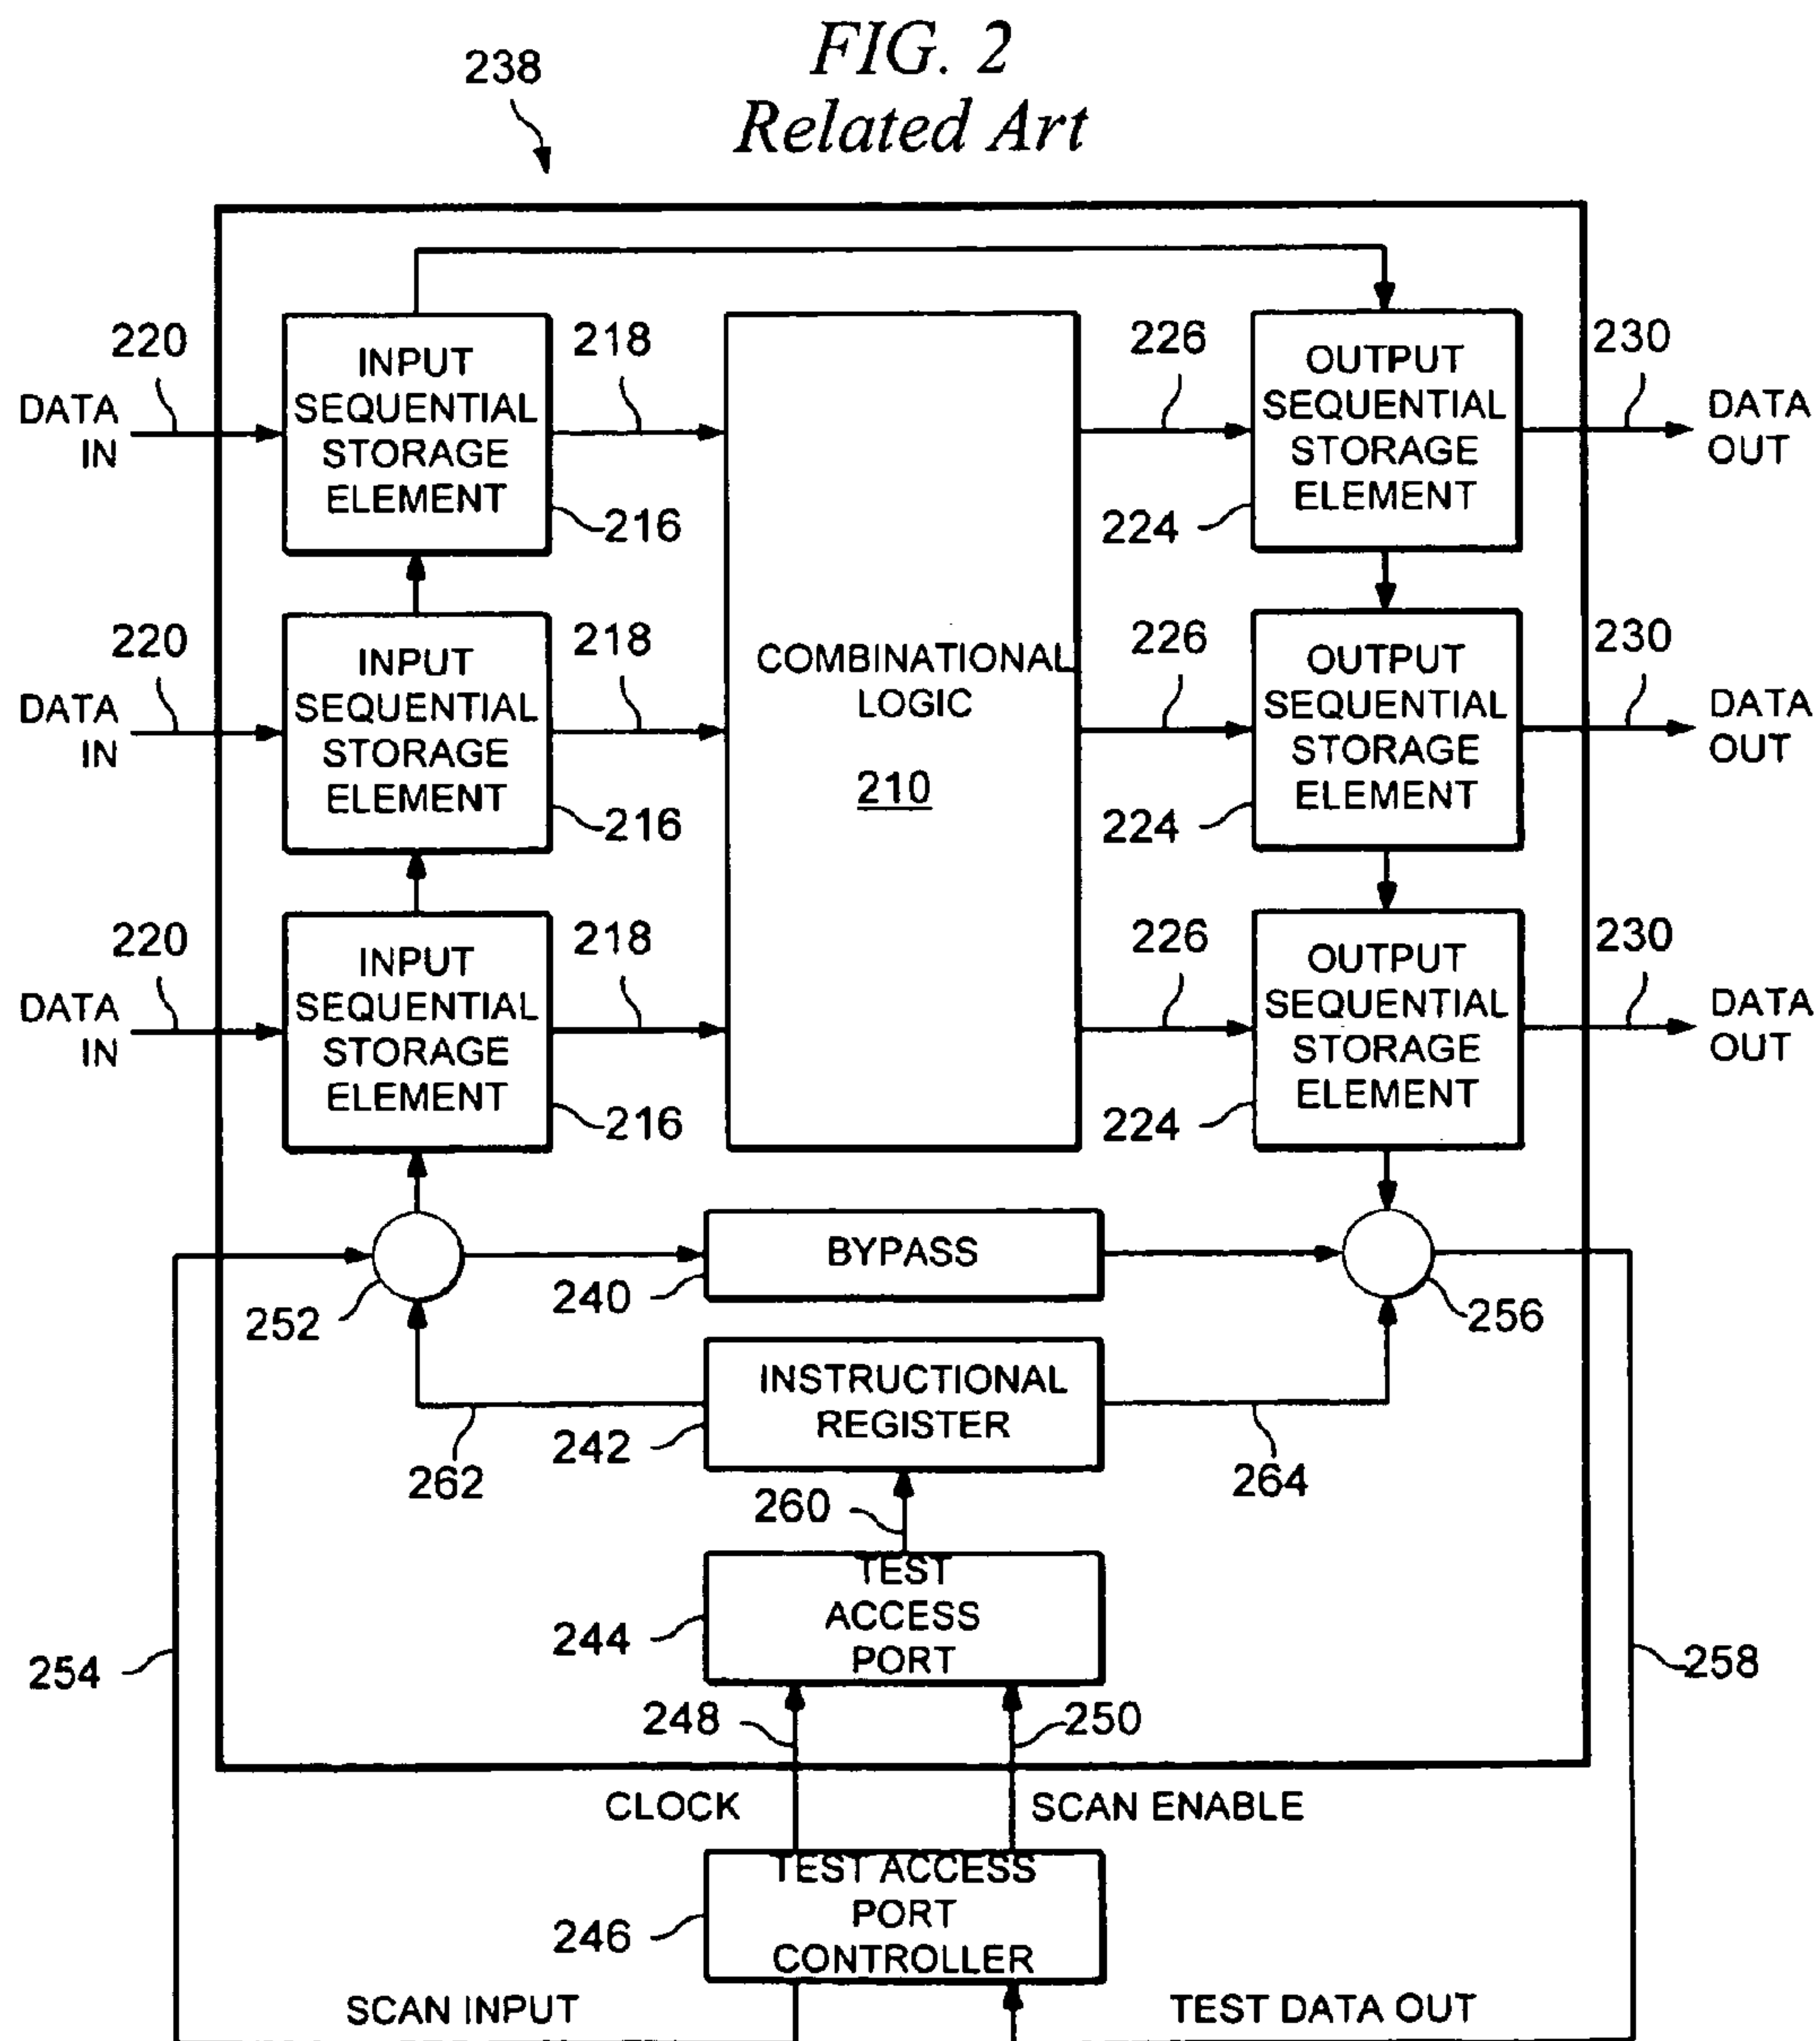 FIG. 2
Related Art
238
220
DATA
IN
INPUT
SEQUENTIAL
STORAGE
ELEMENT
216
218
226
OUTPUT
SEQUENTIAL
STORAGE
ELEMENT
224
230
DATA
OUT
220
DATA
IN
INPUT
SEQUENTIAL
STORAGE
ELEMENT
216
218
COMBINATIONAL
LOGIC
210
226
OUTPUT
SEQUENTIAL
STORAGE
ELEMENT
224
230
DATA
OUT
220
DATA
IN
INPUT
SEQUENTIAL
STORAGE
ELEMENT
216
218
226
OUTPUT
SEQUENTIAL
STORAGE
ELEMENT
224
230
DATA
OUT
252
BYPASS
240
256
INSTRUCTIONAL
REGISTER
242
262
264
260
TEST
ACCESS
PORT
244
254
258
248
250
CLOCK
SCAN ENABLE
TEST ACCESS
PORT
CONTROLLER
246
SCAN INPUT
TEST DATA OUT